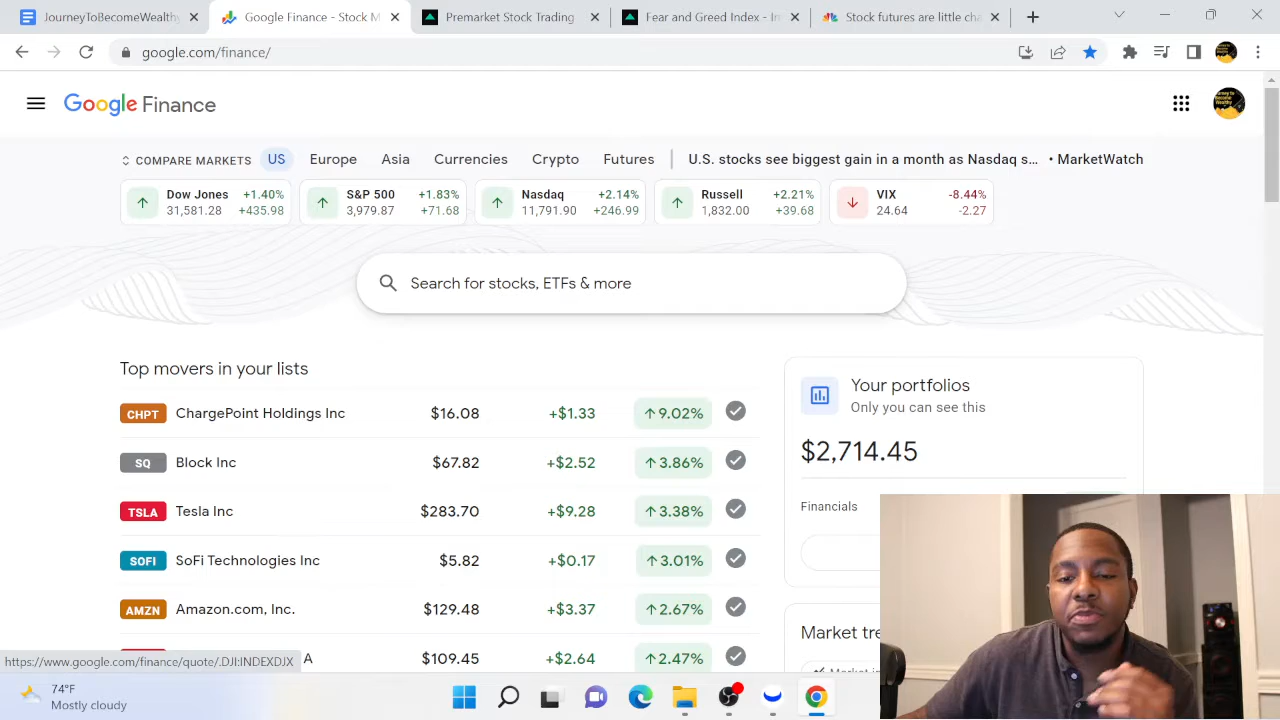 JourneyToBecomeWealthy
Google Finance - Stock M
Premarket Stock Trading
Fear and Greed Index - In
Stock futures are little cha
google.com/finance/
Google Finance
COMPARE MARKETS US Europe Asia Currencies Crypto Futures U.S. stocks see biggest gain in a month as Nasdaq s... • MarketWatch
Dow Jones +1.40%
31,581.28 +435.98
S&P 500 +1.83%
3,979.87 +71.68
Nasdaq +2.14%
11,791.90 +246.99
Russell +2.21%
1,832.00 +39.68
VIX -8.44%
24.64 -2.27
Search for stocks, ETFs & more
Top movers in your lists
CHPT ChargePoint Holdings Inc $16.08 +$1.33 ↑9.02%
SQ Block Inc $67.82 +$2.52 ↑3.86%
TSLA Tesla Inc $283.70 +$9.28 ↑3.38%
SOFI SoFi Technologies Inc $5.82 +$0.17 ↑3.01%
AMZN Amazon.com, Inc. $129.48 +$3.37 ↑2.67%
A $109.45 +$2.64 ↑2.47%
Your portfolios
Only you can see this
$2,714.45
Financials
Market tre
https://www.google.com/finance/quote/.DJI:INDEXDJX
74°F
Mostly cloudy